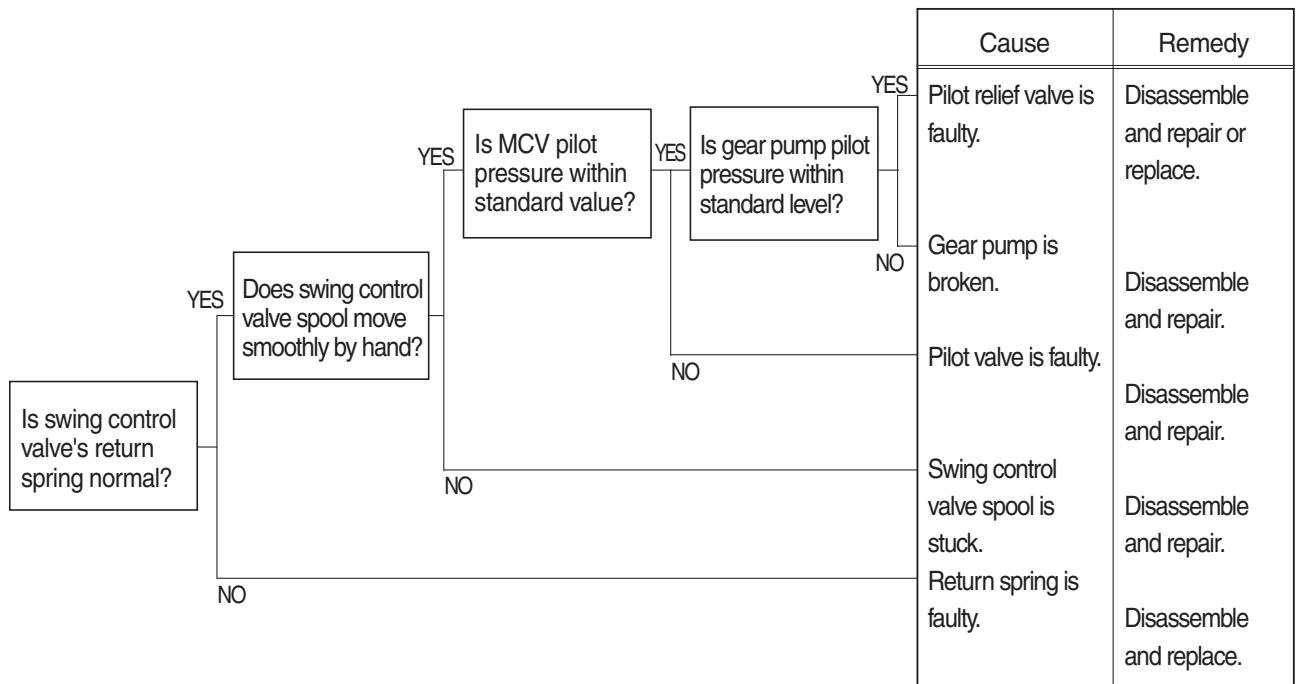 Cause
Remedy
YES
Pilot relief valve is
faulty.
Disassemble
and repair or
replace.
YES
Is MCV pilot
pressure within
standard value?
YES
Is gear pump pilot
pressure within
standard level?
NO
Gear pump is
broken.
Disassemble
and repair.
YES
Does swing control
valve spool move
smoothly by hand?
NO
Pilot valve is faulty.
Disassemble
and repair.
Is swing control
valve's return
spring normal?
NO
Swing control
valve spool is
stuck.
Disassemble
and repair.
NO
Return spring is
faulty.
Disassemble
and replace.